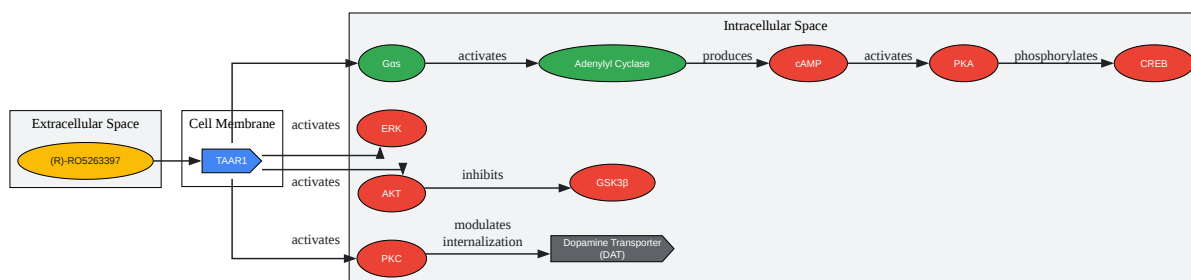 Intracellular Space
Gαs
activates
Adenylyl Cyclase
produces
cAMP
activates
PKA
phosphorylates
CREB
Extracellular Space
(R)-RO5263397
Cell Membrane
TAAR1
activates
ERK
activates
AKT
inhibits
GSK3β
activates
PKC
modulates
internalization
Dopamine Transporter
(DAT)